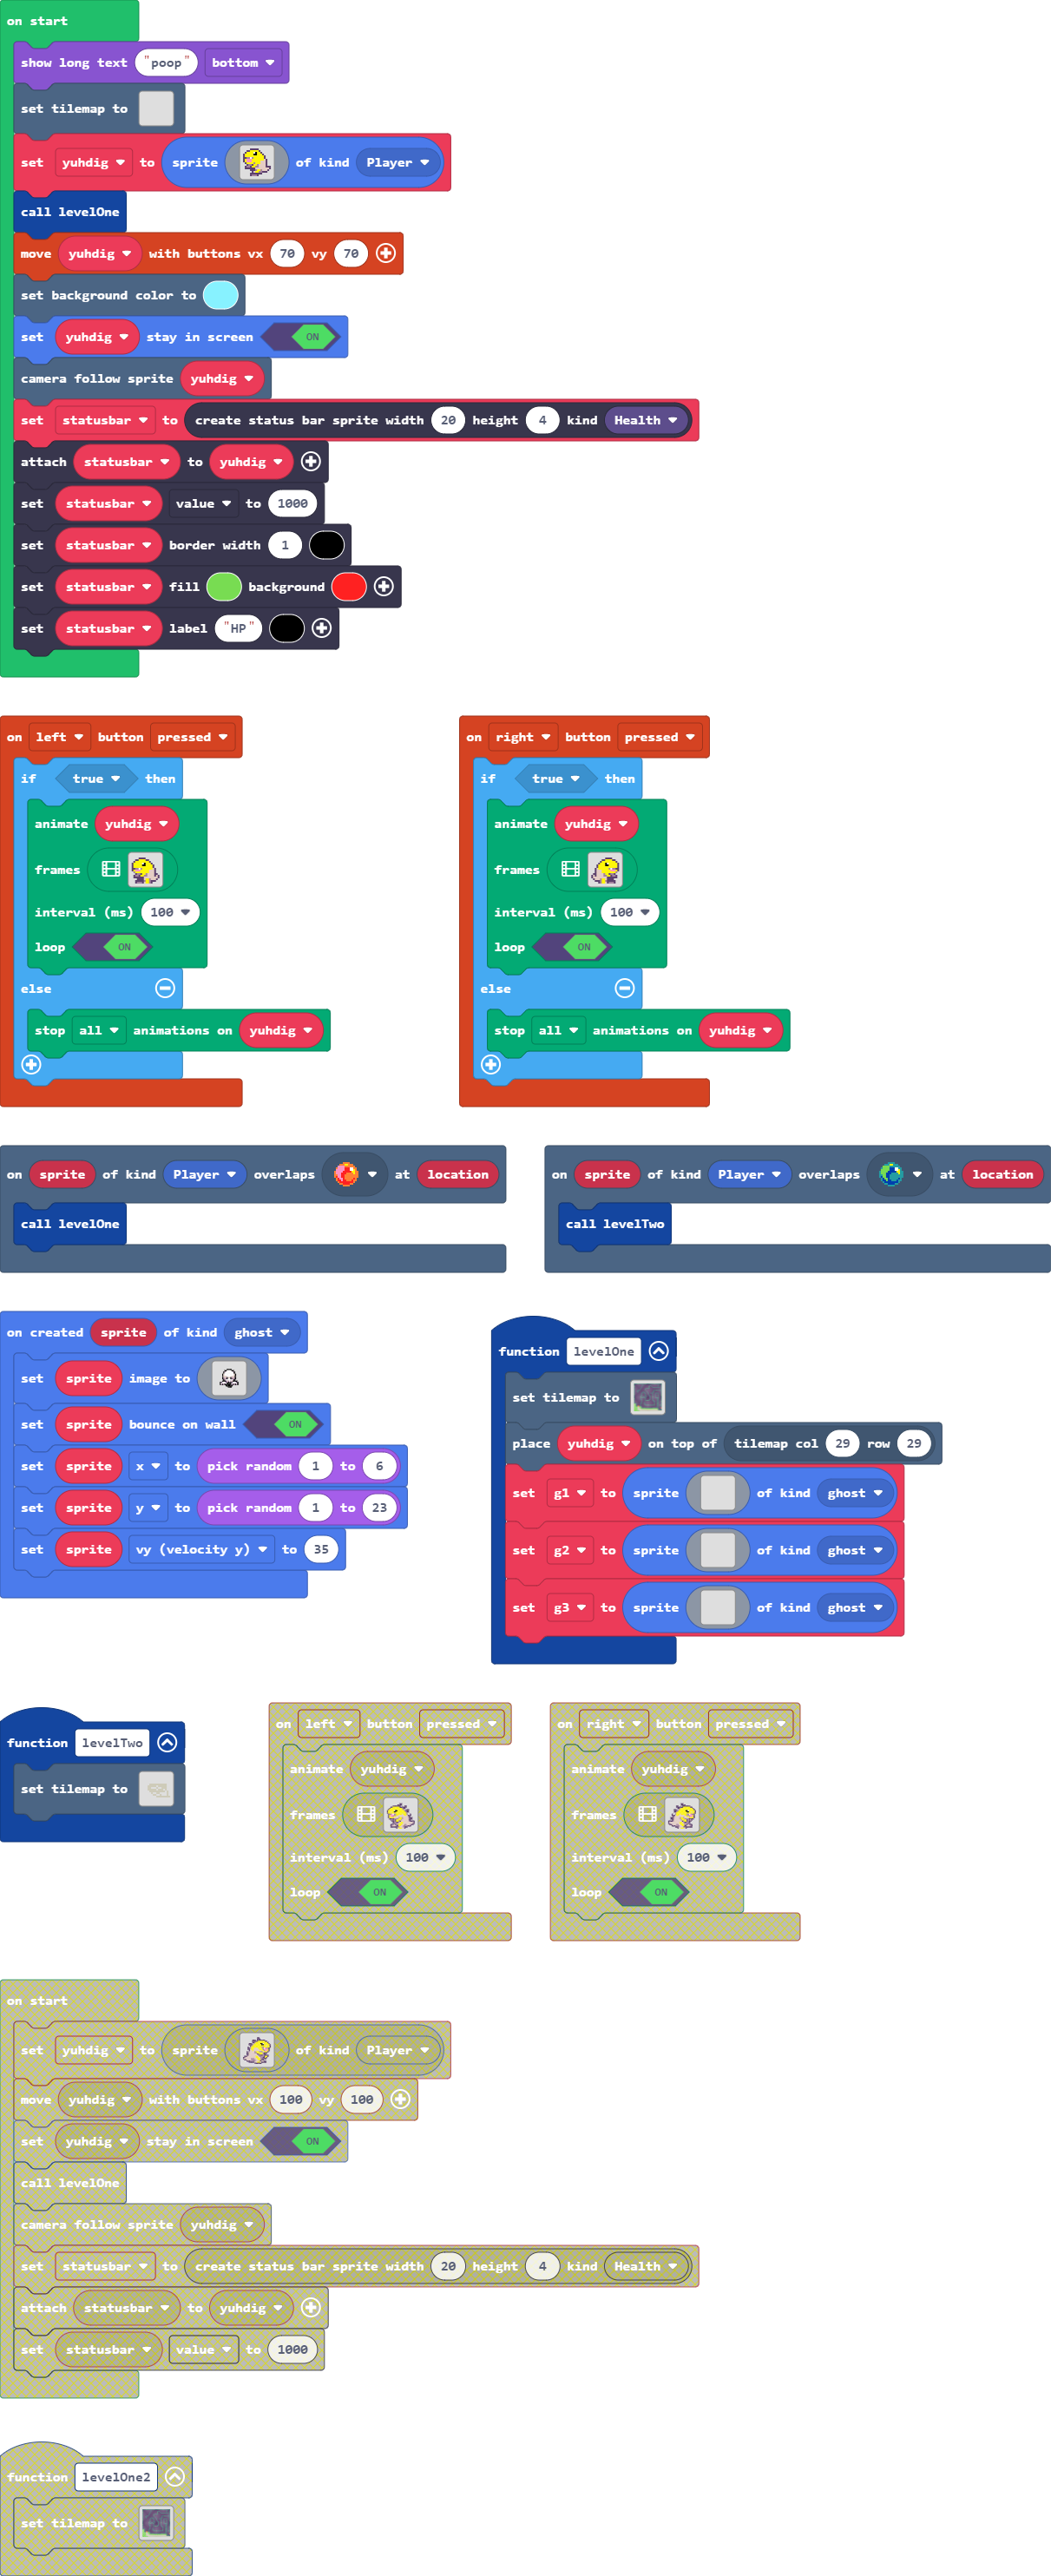 on start
show long text "poop" bottom
set tilemap to
set yuhdig to sprite of kind Player
call levelOne
move yuhdig with buttons vx 70 vy 70
set background color to
set yuhdig stay in screen ON
camera follow sprite yuhdig
set statusbar to create status bar sprite width 20 height 4 kind Health
attach statusbar to yuhdig
set statusbar value to 1000
set statusbar border width 1
set statusbar fill background
set statusbar label "HP"
on left button pressed
if true then
animate yuhdig
frames
interval (ms) 100
loop ON
else
stop all animations on yuhdig
on right button pressed
if true then
animate yuhdig
frames
interval (ms) 100
loop ON
else
stop all animations on yuhdig
on sprite of kind Player overlaps at location
call levelOne
on sprite of kind Player overlaps at location
call levelTwo
on created sprite of kind ghost
set sprite image to
set sprite bounce on wall ON
set sprite x to pick random 1 to 6
set sprite y to pick random 1 to 23
set sprite vy (velocity y) to 35
function levelOne
set tilemap to
place yuhdig on top of tilemap col 29 row 29
set g1 to sprite of kind ghost
set g2 to sprite of kind ghost
set g3 to sprite of kind ghost
function levelTwo
set tilemap to
on left button pressed
animate yuhdig
frames
interval (ms) 100
loop ON
on right button pressed
animate yuhdig
frames
interval (ms) 100
loop ON
on start
set yuhdig to sprite of kind Player
move yuhdig with buttons vx 100 vy 100
set yuhdig stay in screen ON
call levelOne
camera follow sprite yuhdig
set statusbar to create status bar sprite width 20 height 4 kind Health
attach statusbar to yuhdig
set statusbar value to 1000
function levelOne2
set tilemap to